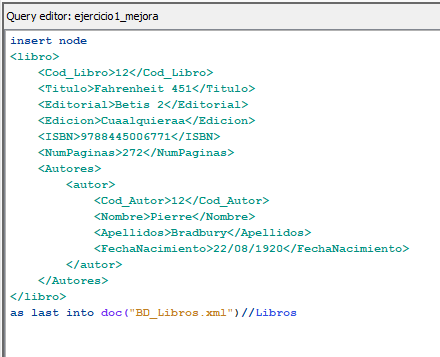 Query editor: ejercicio1_mejora
insert node
<libro>
    <Cod_Libro>12</Cod_Libro>
    <Titulo>Fahrenheit 451</Titulo>
    <Editorial>Betis 2</Editorial>
    <Edicion>Cuaalquieraa</Edicion>
    <ISBN>9788445006771</ISBN>
    <NumPaginas>272</NumPaginas>
    <Autores>
        <autor>
            <Cod_Autor>12</Cod_Autor>
            <Nombre>Pierre</Nombre>
            <Apellidos>Bradbury</Apellidos>
            <FechaNacimiento>22/08/1920</FechaNacimiento>
        </autor>
    </Autores>
</libro>
as last into doc("BD_Libros.xml")//Libros